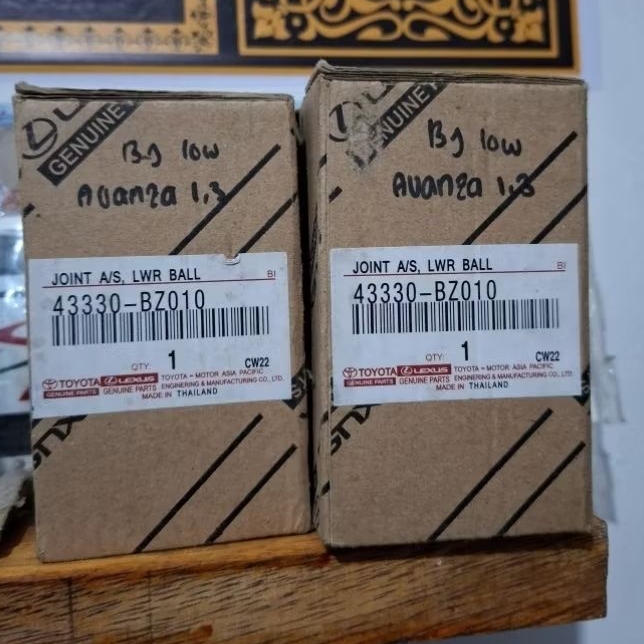 GENUINE
BJ low
Avanza 1,3
JOINT A/S, LWR BALL
BI
43330-BZ010
QTY: 1
CW22
TOYOTA LEXUS TOYOTA-MOTOR ASIA PACIFIC
GENUINE PARTS GENUINE PARTS ENGINEERING & MANUFACTURING CO., LTD.
MADE IN THAILAND
GENUINE
BJ low
Avanza 1,3
JOINT A/S, LWR BALL
BI
43330-BZ010
QTY: 1
CW22
TOYOTA LEXUS TOYOTA-MOTOR ASIA PACIFIC
GENUINE PARTS GENUINE PARTS ENGINEERING & MANUFACTURING CO., LTD.
MADE IN THAILAND